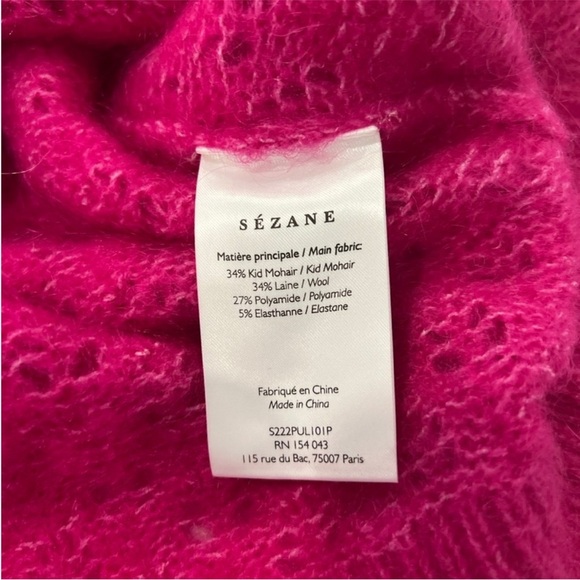 SÉZANE
Matière principale / Main fabric
34% Kid Mohair / Kid Mohair
34% Laine / Wool
27% Polyamide / Polyamide
5% Elasthanne / Elastane
Fabriqué en Chine
Made in China
S222PUL101P
RN 154 043
115 rue du Bac, 75007 Paris